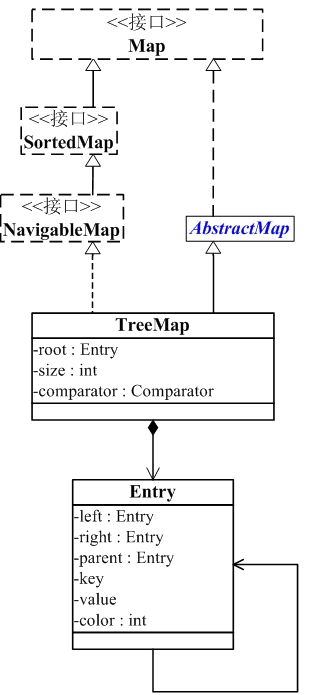 <<接口>>
Map
<<接口>>
SortedMap
<<接口>>
NavigableMap
AbstractMap
TreeMap
-root : Entry
-size : int
-comparator : Comparator
Entry
-left : Entry
-right : Entry
-parent : Entry
-key
-value
-color : int